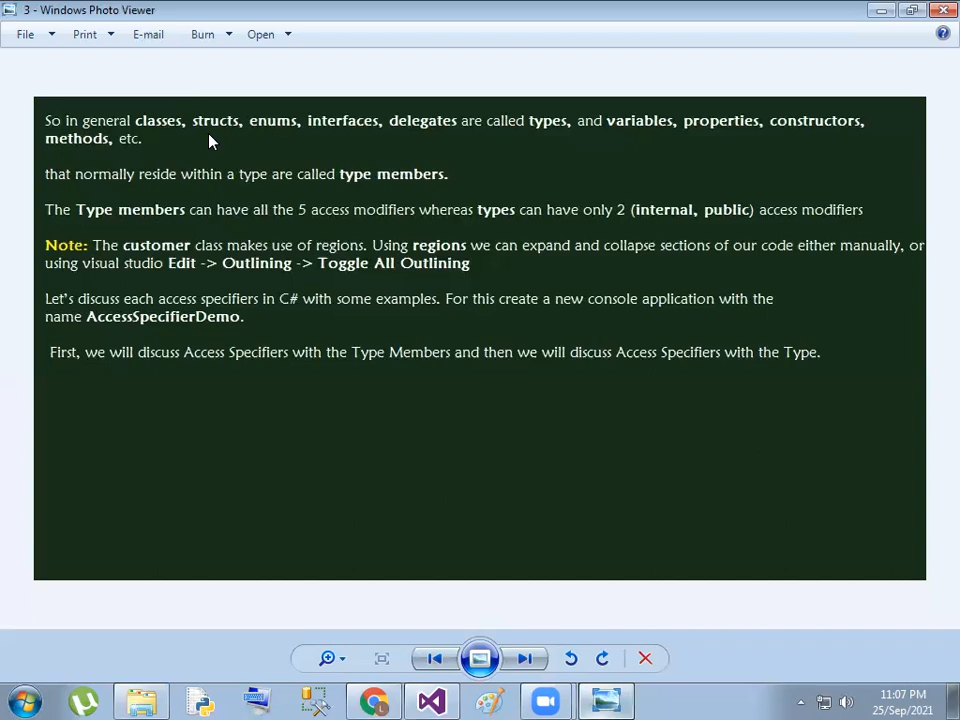 3 - Windows Photo Viewer
File Print E-mail Burn Open
So in general classes, structs, enums, interfaces, delegates are called types, and variables, properties, constructors,
methods, etc.
that normally reside within a type are called type members.
The Type members can have all the 5 access modifiers whereas types can have only 2 (internal, public) access modifiers
Note: The customer class makes use of regions. Using regions we can expand and collapse sections of our code either manually, or
using visual studio Edit -> Outlining -> Toggle All Outlining
Let's discuss each access specifiers in C# with some examples. For this create a new console application with the
name AccessSpecifierDemo.
First, we will discuss Access Specifiers with the Type Members and then we will discuss Access Specifiers with the Type.
11:07 PM
25/Sep/2021